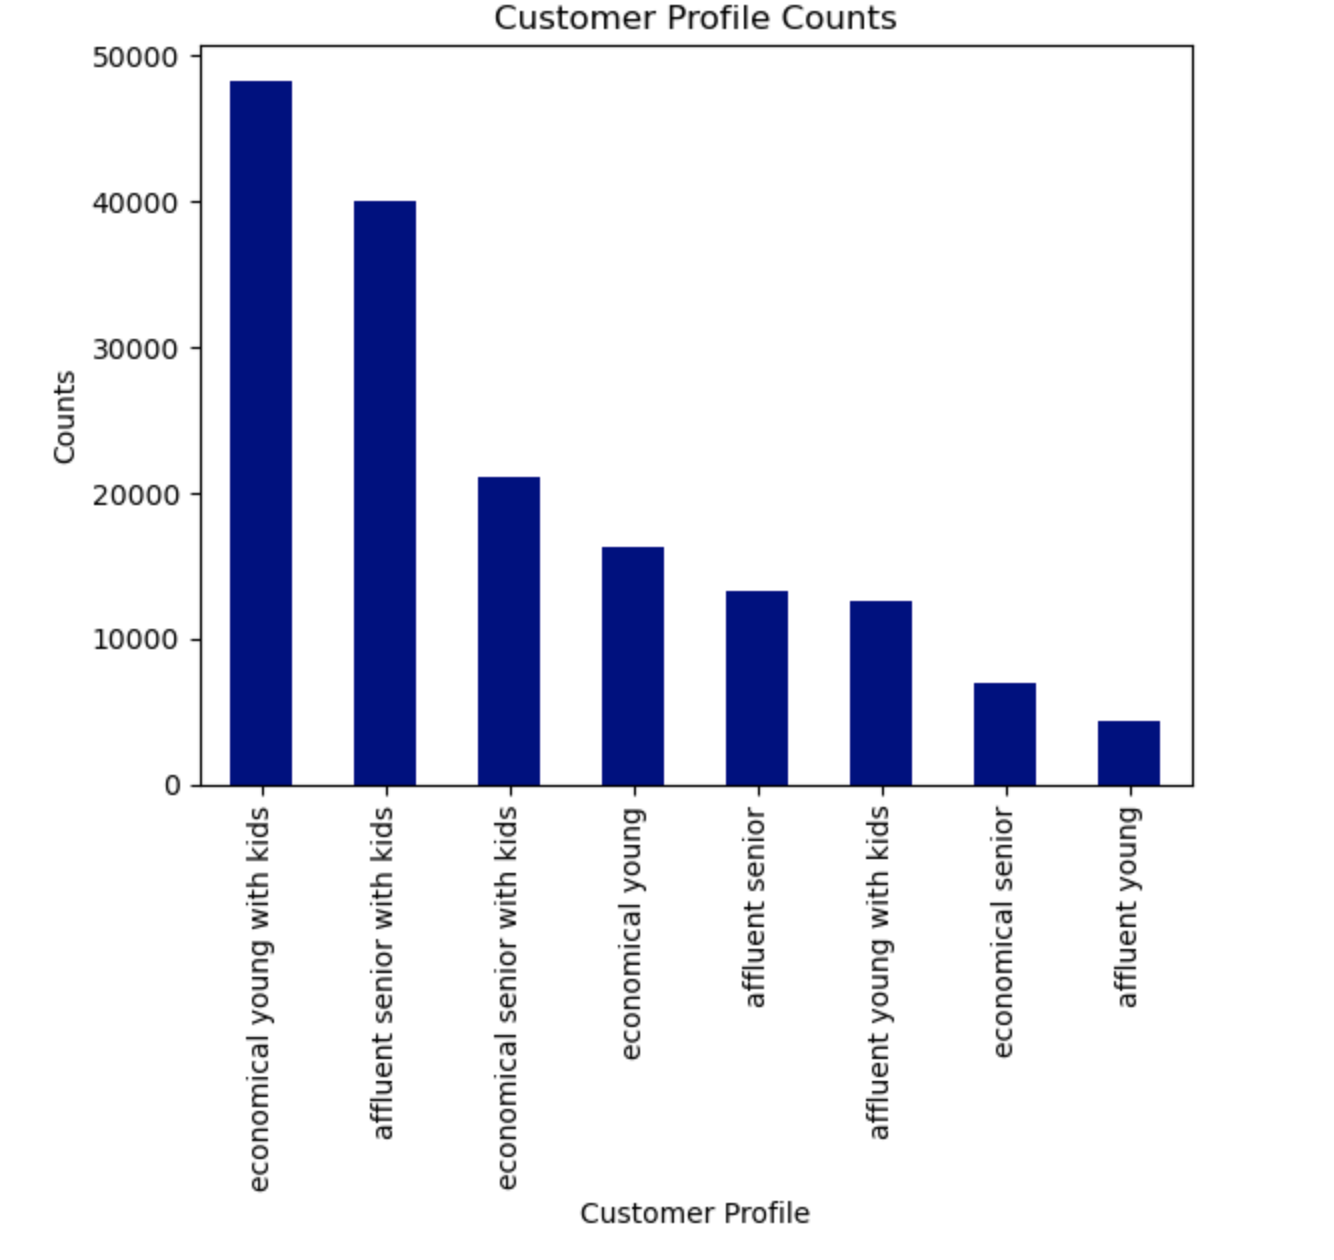 Customer Profile Counts
50000
40000
30000
20000
10000
0
Counts
economical young with kids
affluent senior with kids
economical senior with kids
economical young
affluent senior
affluent young with kids
economical senior
affluent young
Customer Profile